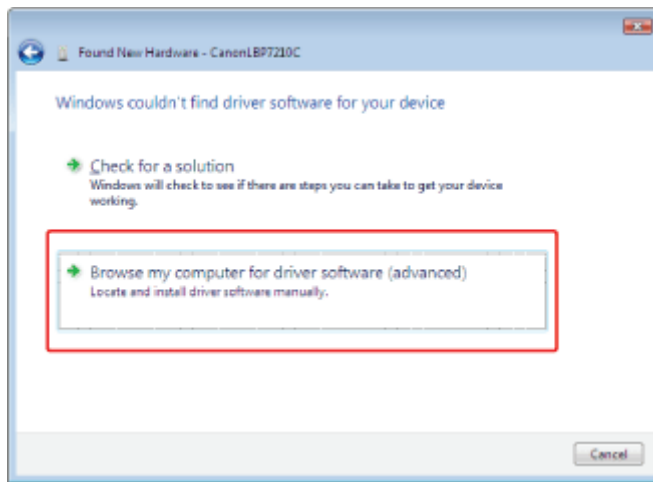 Found New Hardware - CanonLBP7210C
Windows couldn't find driver software for your device
Check for a solution
Windows will check to see if there are steps you can take to get your device
working.
Browse my computer for driver software (advanced)
Locate and install driver software manually.
Cancel